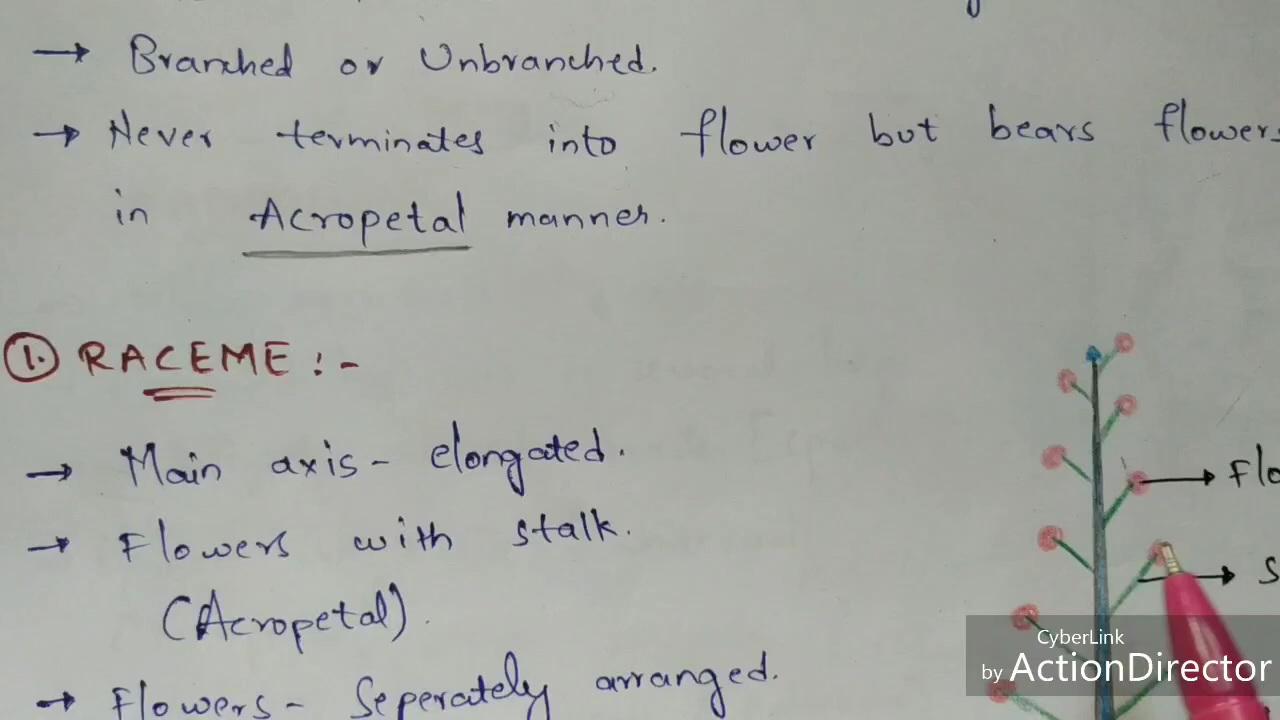 → Branched or Unbranched.
→ Never terminates into flower but bears flowers
in Acropetal manner.
1. RACEME :-
→ Main axis - elongated.
→ Flowers with stalk.
(Acropetal).
→ Flowers - Seperately arranged.
Flo
S
CyberLink
by ActionDirector